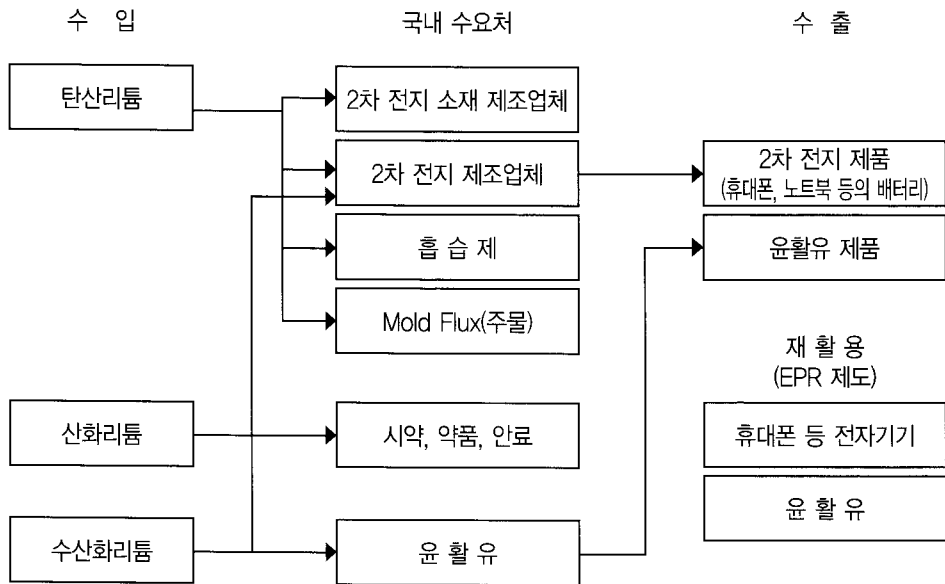 수 입
국내 수요처
수 출
탄산리튬
2차 전지 소재 제조업체
2차 전지 제조업체
2차 전지 제품
(휴대폰, 노트북 등의 배터리)
흡 습 제
윤활유 제품
Mold Flux(주물)
재 활 용
(EPR 제도)
산화리튬
시약, 약품, 안료
휴대폰 등 전자기기
수산화리튬
윤 활 유
윤 활 유